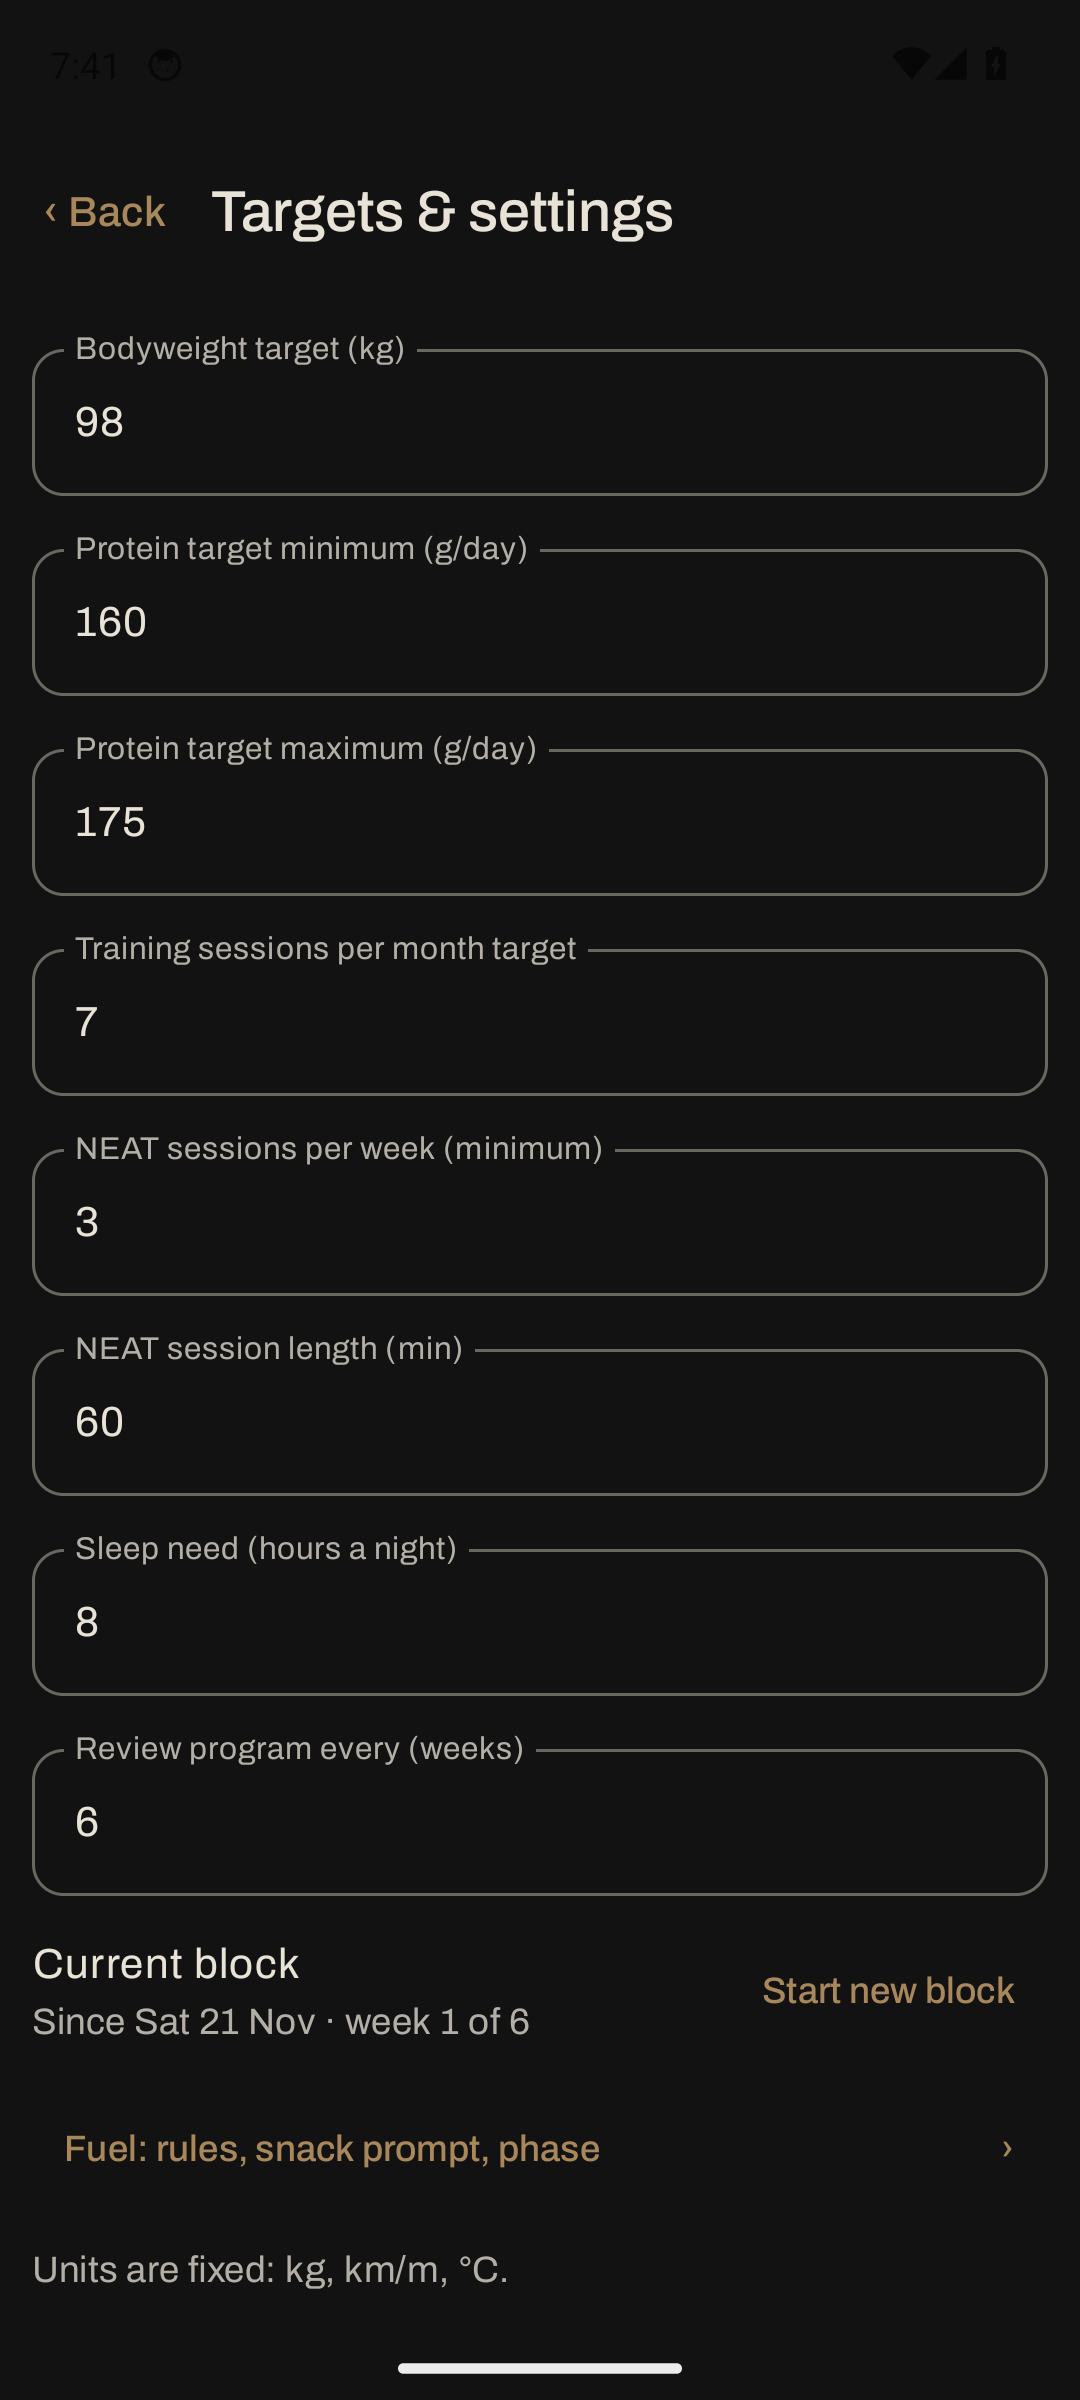 7:41
‹ Back Targets & settings
Bodyweight target (kg)
98
Protein target minimum (g/day)
160
Protein target maximum (g/day)
175
Training sessions per month target
7
NEAT sessions per week (minimum)
3
NEAT session length (min)
60
Sleep need (hours a night)
8
Review program every (weeks)
6
Current block
Since Sat 21 Nov · week 1 of 6
Start new block
Fuel: rules, snack prompt, phase ›
Units are fixed: kg, km/m, °C.